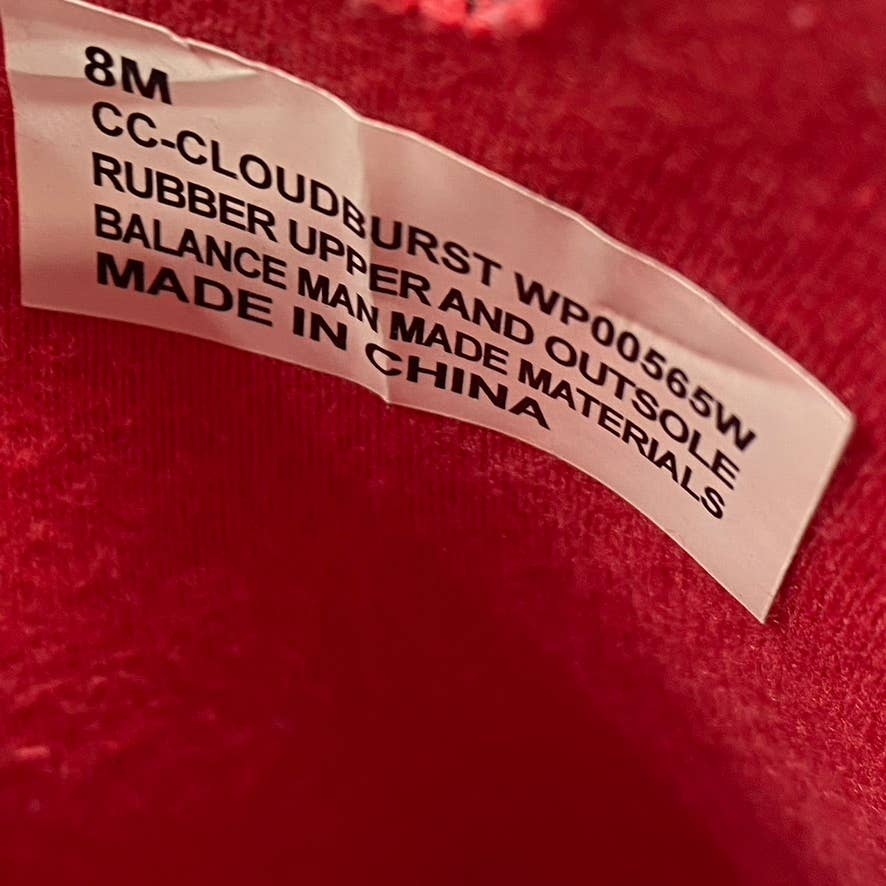 8M
CC-CLOUDBURST WP00565W
RUBBER UPPER AND OUTSOLE
BALANCE MAN MADE MATERIALS
MADE IN CHINA